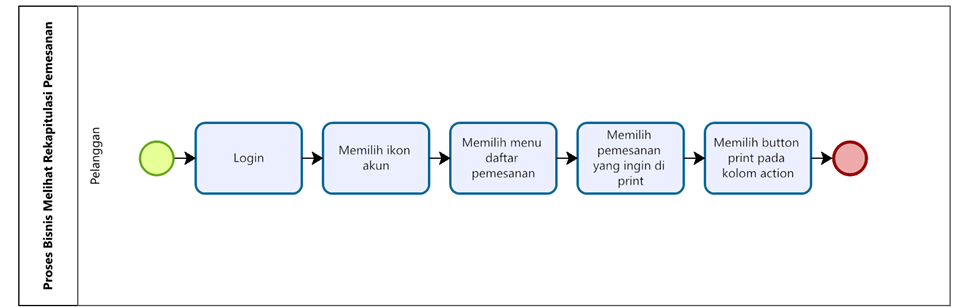 Proses Bisnis Melihat Rekapitulasi Pemesanan
Pelanggan
Login
Memilih ikon
akun
Memilih menu
daftar
pemesanan
Memilih
pemesanan
yang ingin di
print
Memilih button
print pada
kolom action